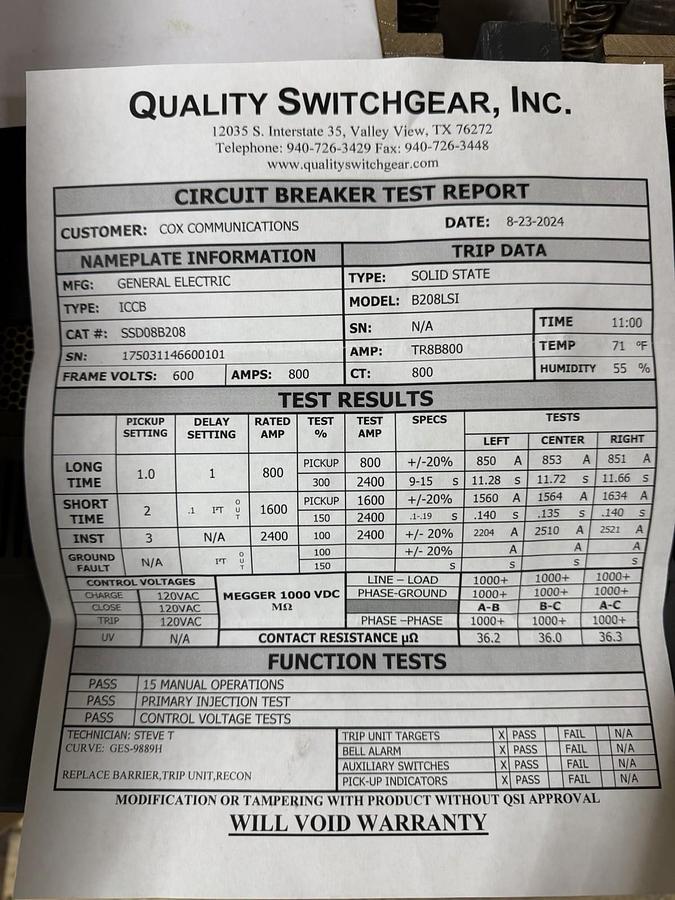 QUALITY SWITCHGEAR, INC.
12035 S. Interstate 35, Valley View, TX 76272
Telephone: 940-726-3429 Fax: 940-726-3448
www.qualityswitchgear.com
CIRCUIT BREAKER TEST REPORT
CUSTOMER: COX COMMUNICATIONS DATE: 8-23-2024
NAMEPLATE INFORMATION TRIP DATA
MFG: GENERAL ELECTRIC TYPE: SOLID STATE
TYPE: ICCB MODEL: B208LSI
CAT #: SSD08B208 SN: N/A TIME 11:00
SN: 175031146600101 AMP: TR8B800 TEMP 71 °F
FRAME VOLTS: 600 AMPS: 800 CT: 800 HUMIDITY 55 %
TEST RESULTS
PICKUP SETTING DELAY SETTING RATED AMP TEST % TEST AMP SPECS TESTS
LEFT CENTER RIGHT
LONG TIME 1.0 1 800 PICKUP 800 +/-20% 850 A 853 A 851 A
300 2400 9-15 s 11.28 s 11.72 s 11.66 s
SHORT TIME 2 .1 I²T OUT 1600 PICKUP 1600 +/-20% 1560 A 1564 A 1634 A
150 2400 .1-.19 s .140 s .135 s .140 s
INST 3 N/A 2400 100 2400 +/- 20% 2204 A 2510 A 2521 A
GROUND FAULT N/A I²T OUT 100 +/- 20% A A A
150 s s s s
CONTROL VOLTAGES MEGGER 1000 VDC MΩ LINE – LOAD 1000+ 1000+ 1000+
CHARGE 120VAC PHASE-GROUND 1000+ 1000+ 1000+
CLOSE 120VAC A-B B-C A-C
TRIP 120VAC PHASE –PHASE 1000+ 1000+ 1000+
UV N/A CONTACT RESISTANCE µΩ 36.2 36.0 36.3
FUNCTION TESTS
PASS 15 MANUAL OPERATIONS
PASS PRIMARY INJECTION TEST
PASS CONTROL VOLTAGE TESTS
TECHNICIAN: STEVE T TRIP UNIT TARGETS X PASS FAIL N/A
CURVE: GES-9889H BELL ALARM X PASS FAIL N/A
AUXILIARY SWITCHES X PASS FAIL N/A
REPLACE BARRIER,TRIP UNIT,RECON PICK-UP INDICATORS X PASS FAIL N/A
MODIFICATION OR TAMPERING WITH PRODUCT WITHOUT QSI APPROVAL
WILL VOID WARRANTY